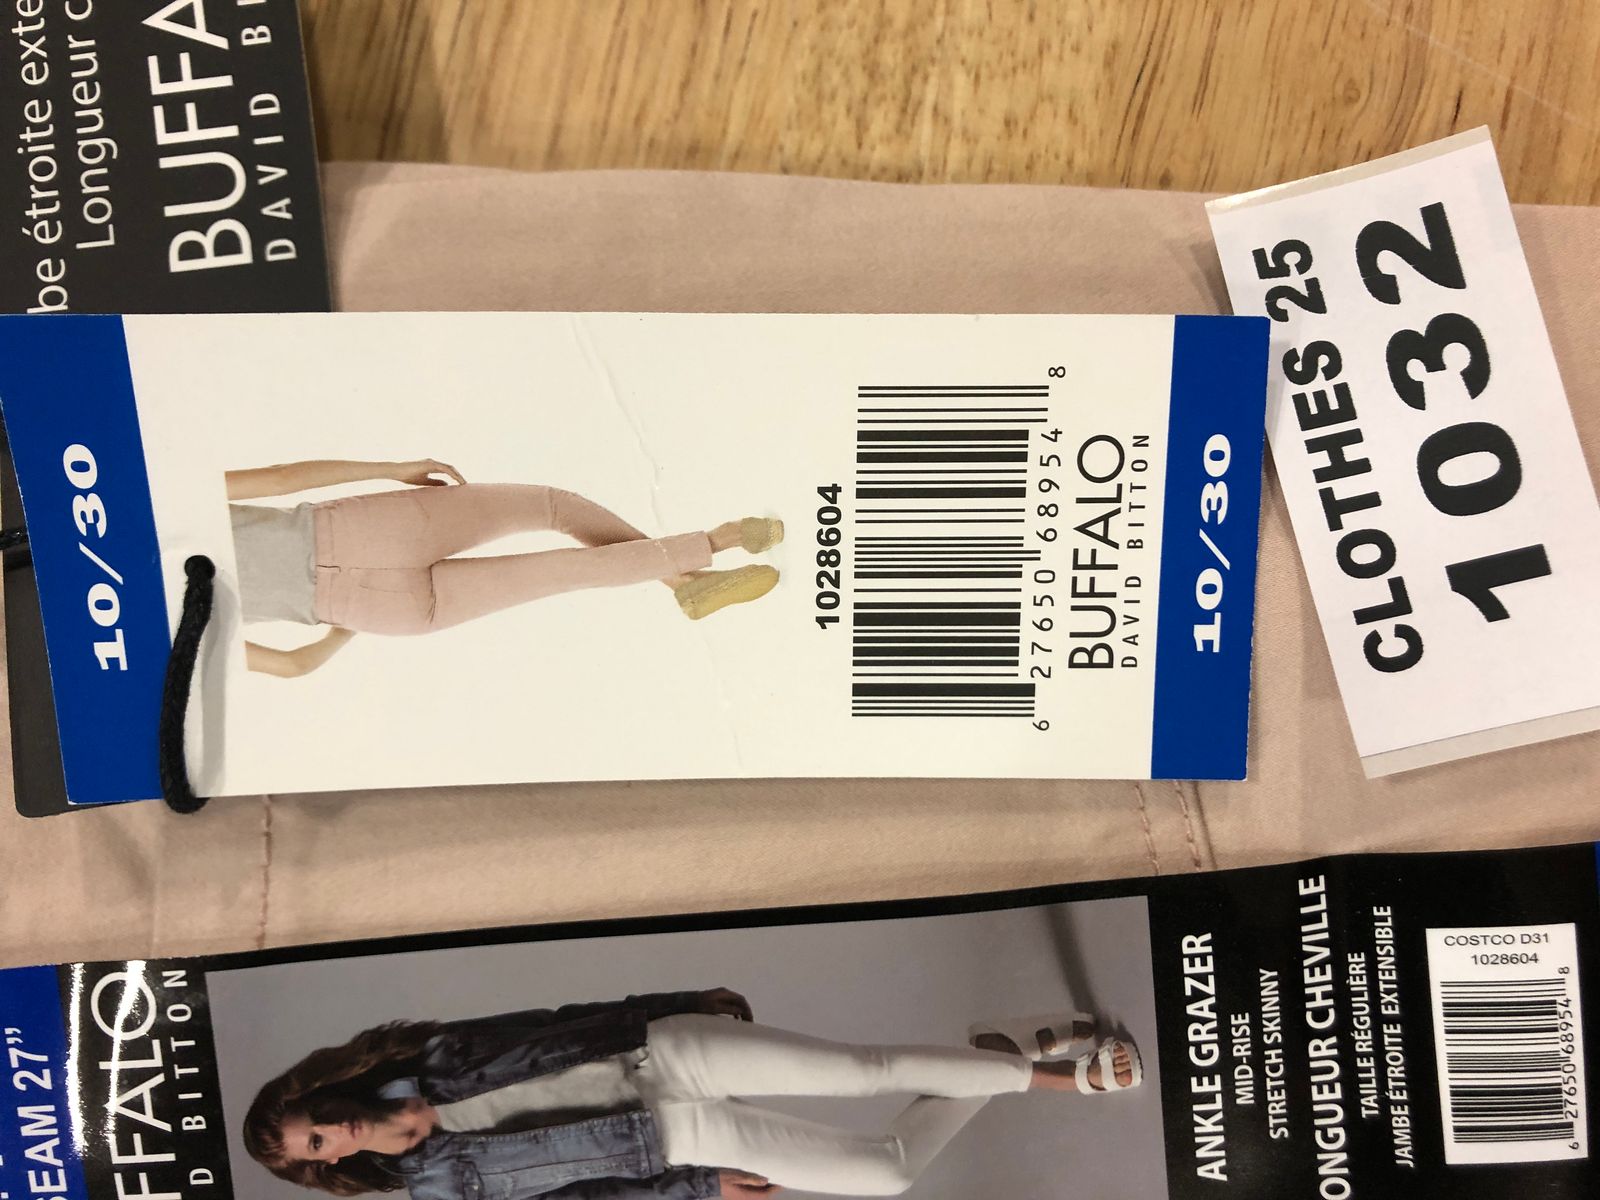 be étroite exte
Longueur c
BUFFA
DAVID BI
10/30
1028604
6 27650 68954 8
BUFFALO
DAVID BITTON
10/30
CLOTHES 25
1032
SEAM 27”
FFALO
D BITTON
ANKLE GRAZER
MID-RISE
STRETCH SKINNY
ONGUEUR CHEVILLE
TAILLE RÉGULIÈRE
JAMBE ÉTROITE EXTENSIBLE
COSTCO D31
1028604
6 27650 68954 8